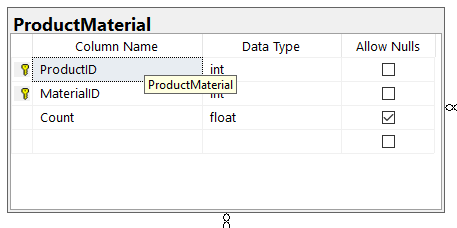 ProductMaterial
Column Name Data Type Allow Nulls
ProductID int
ProductMaterial
MaterialID int
Count float